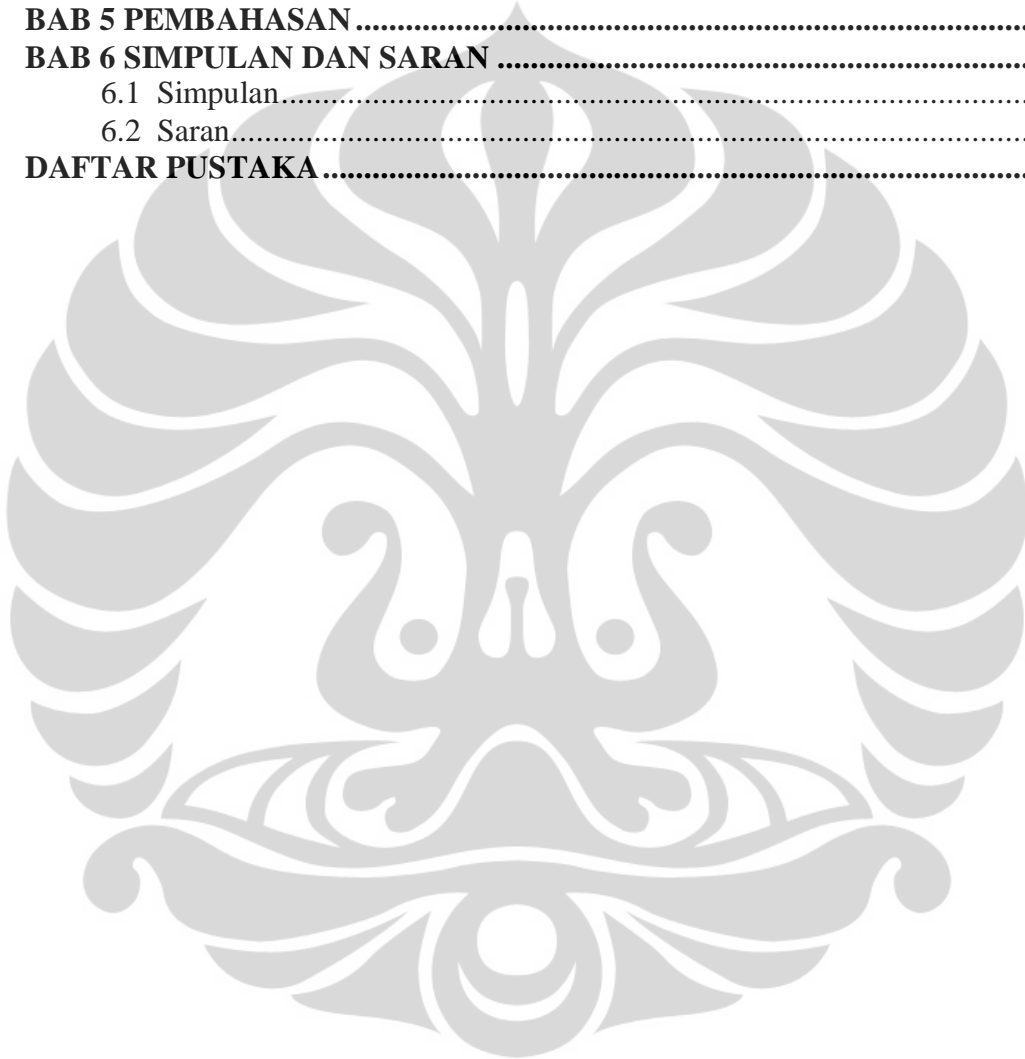 BAB 5 PEMBAHASAN ........................................................................................
BAB 6 SIMPULAN DAN SARAN ....................................................................
6.1 Simpulan...................................................................................................
6.2 Saran.........................................................................................................
DAFTAR PUSTAKA .............................................................................................